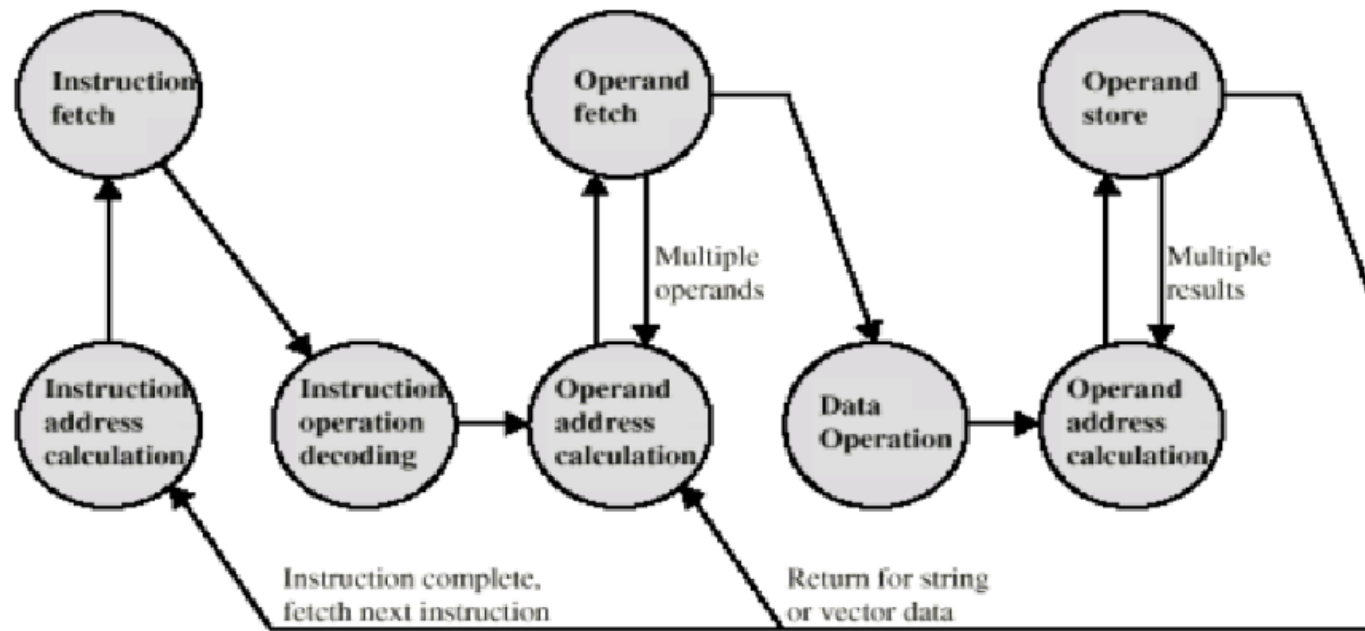 Instruction
fetch
Operand
fetch
Operand
store
Multiple
operands
Multiple
results
Instruction
address
calculation
Instruction
operation
decoding
Operand
address
calculation
Data
Operation
Operand
address
calculation
Instruction complete,
fetcth next instruction
Return for string
or vector data